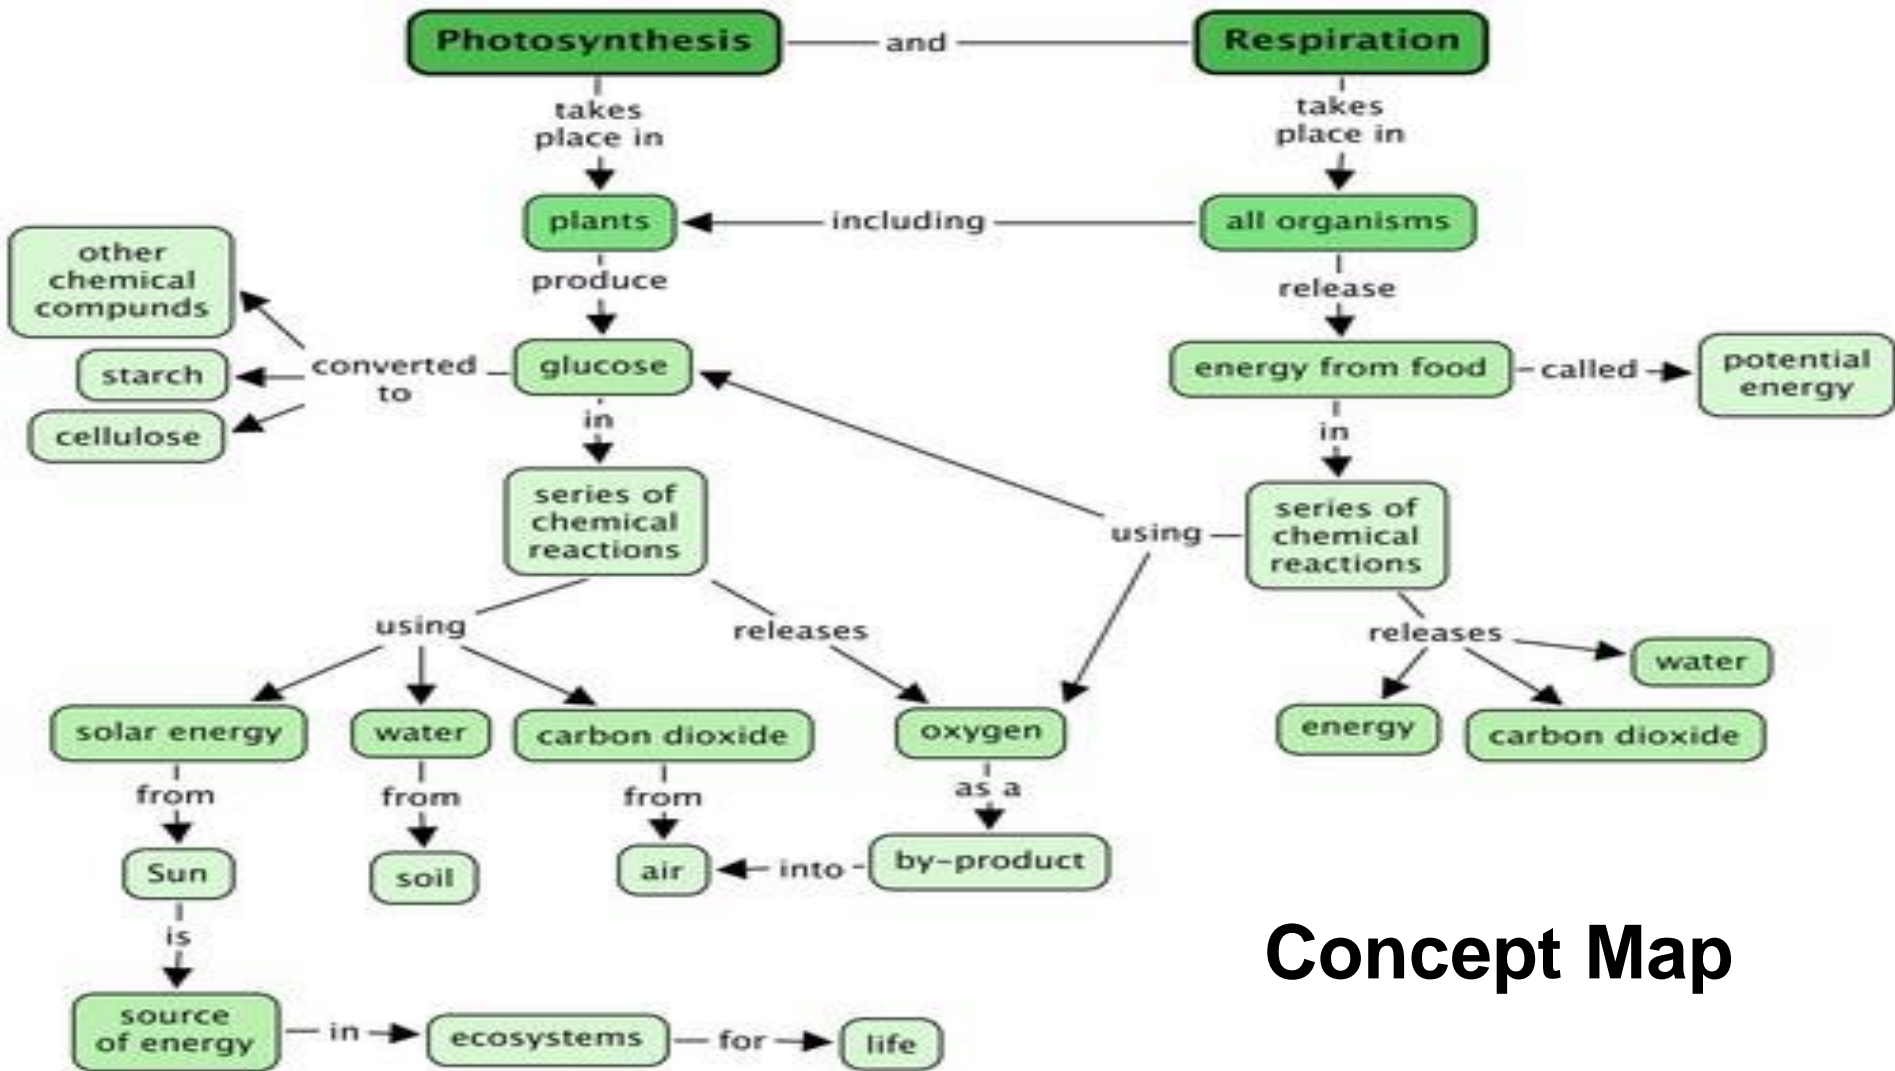 Photosynthesis and Respiration
takes
place in
takes
place in
plants including all organisms
other
chemical
compunds
produce
release
converted
to
glucose
starch
cellulose
energy from food called potential
energy
in
in
series of
chemical
reactions
using
series of
chemical
reactions
using
releases
releases
water
solar energy
water
carbon dioxide
oxygen
energy
carbon dioxide
from
from
from
as a
Sun
soil
air
into
by-product
is
Concept Map
source
of energy
in
ecosystems
for
life